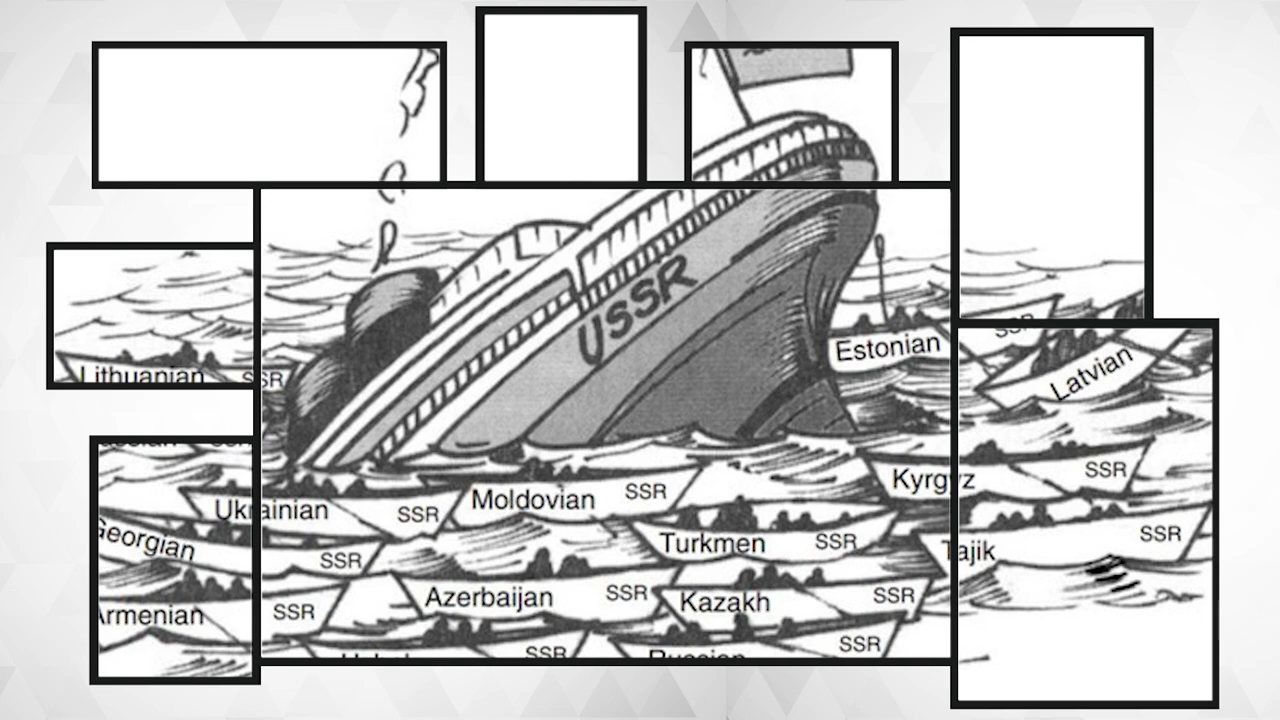 USSR
SSR
Estonian
Latvian
Lithuanian
SSR
Kyrgyz
SSR
Ukrainian
SSR
Moldovian
SSR
Georgian
SSR
Turkmen
SSR
Tajik
SSR
Armenian
SSR
Azerbaijan
SSR
Kazakh
SSR
SSR
Russian
SSR